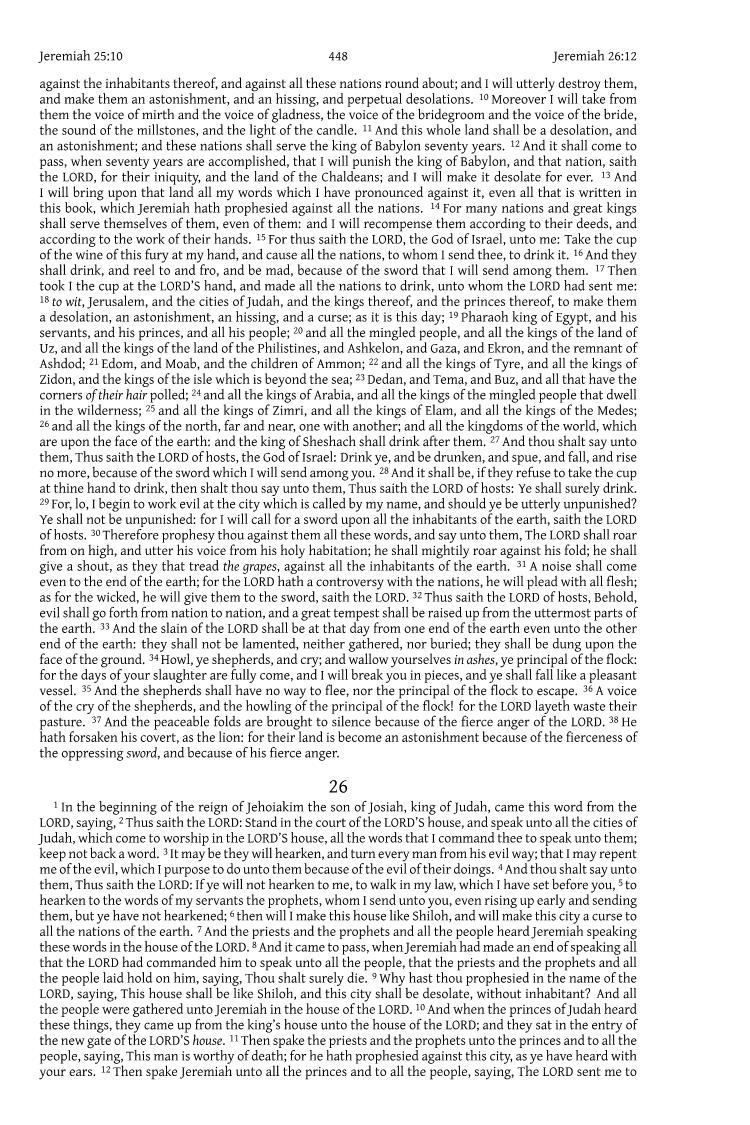 Jeremiah 25:10 448 Jeremiah 26:12
against the inhabitants thereof, and against all these nations round about; and I will utterly destroy them,
and make them an astonishment, and an hissing, and perpetual desolations. 10 Moreover I will take from
them the voice of mirth and the voice of gladness, the voice of the bridegroom and the voice of the bride,
the sound of the millstones, and the light of the candle. 11 And this whole land shall be a desolation, and
an astonishment; and these nations shall serve the king of Babylon seventy years. 12 And it shall come to
pass, when seventy years are accomplished, that I will punish the king of Babylon, and that nation, saith
the LORD, for their iniquity, and the land of the Chaldeans; and I will make it desolate for ever. 13 And
I will bring upon that land all my words which I have pronounced against it, even all that is written in
this book, which Jeremiah hath prophesied against all the nations. 14 For many nations and great kings
shall serve themselves of them, even of them: and I will recompense them according to their deeds, and
according to the work of their hands. 15 For thus saith the LORD, the God of Israel, unto me: Take the cup
of the wine of this fury at my hand, and cause all the nations, to whom I send thee, to drink it. 16 And they
shall drink, and reel to and fro, and be mad, because of the sword that I will send among them. 17 Then
took I the cup at the LORD'S hand, and made all the nations to drink, unto whom the LORD had sent me:
18 to wit, Jerusalem, and the cities of Judah, and the kings thereof, and the princes thereof, to make them
a desolation, an astonishment, an hissing, and a curse; as it is this day; 19 Pharaoh king of Egypt, and his
servants, and his princes, and all his people; 20 and all the mingled people, and all the kings of the land of
Uz, and all the kings of the land of the Philistines, and Ashkelon, and Gaza, and Ekron, and the remnant of
Ashdod; 21 Edom, and Moab, and the children of Ammon; 22 and all the kings of Tyre, and all the kings of
Zidon, and the kings of the isle which is beyond the sea; 23 Dedan, and Tema, and Buz, and all that have the
corners of their hair polled; 24 and all the kings of Arabia, and all the kings of the mingled people that dwell
in the wilderness; 25 and all the kings of Zimri, and all the kings of Elam, and all the kings of the Medes;
26 and all the kings of the north, far and near, one with another; and all the kingdoms of the world, which
are upon the face of the earth: and the king of Sheshach shall drink after them. 27 And thou shalt say unto
them, Thus saith the LORD of hosts, the God of Israel: Drink ye, and be drunken, and spue, and fall, and rise
no more, because of the sword which I will send among you. 28 And it shall be, if they refuse to take the cup
at thine hand to drink, then shalt thou say unto them, Thus saith the LORD of hosts: Ye shall surely drink.
29 For, lo, I begin to work evil at the city which is called by my name, and should ye be utterly unpunished?
Ye shall not be unpunished: for I will call for a sword upon all the inhabitants of the earth, saith the LORD
of hosts. 30 Therefore prophesy thou against them all these words, and say unto them, The LORD shall roar
from on high, and utter his voice from his holy habitation; he shall mightily roar against his fold; he shall
give a shout, as they that tread the grapes, against all the inhabitants of the earth. 31 A noise shall come
even to the end of the earth; for the LORD hath a controversy with the nations, he will plead with all flesh;
as for the wicked, he will give them to the sword, saith the LORD. 32 Thus saith the LORD of hosts, Behold,
evil shall go forth from nation to nation, and a great tempest shall be raised up from the uttermost parts of
the earth. 33 And the slain of the LORD shall be at that day from one end of the earth even unto the other
end of the earth: they shall not be lamented, neither gathered, nor buried; they shall be dung upon the
face of the ground. 34 Howl, ye shepherds, and cry; and wallow yourselves in ashes, ye principal of the flock:
for the days of your slaughter are fully come, and I will break you in pieces, and ye shall fall like a pleasant
vessel. 35 And the shepherds shall have no way to flee, nor the principal of the flock to escape. 36 A voice
of the cry of the shepherds, and the howling of the principal of the flock! for the LORD layeth waste their
pasture. 37 And the peaceable folds are brought to silence because of the fierce anger of the LORD. 38 He
hath forsaken his covert, as the lion: for their land is become an astonishment because of the fierceness of
the oppressing sword, and because of his fierce anger.
26
1 In the beginning of the reign of Jehoiakim the son of Josiah, king of Judah, came this word from the
LORD, saying, 2 Thus saith the LORD: Stand in the court of the LORD'S house, and speak unto all the cities of
Judah, which come to worship in the LORD'S house, all the words that I command thee to speak unto them;
keep not back a word. 3 It may be they will hearken, and turn every man from his evil way; that I may repent
me of the evil, which I purpose to do unto them because of the evil of their doings. 4 And thou shalt say unto
them, Thus saith the LORD: If ye will not hearken to me, to walk in my law, which I have set before you, 5 to
hearken to the words of my servants the prophets, whom I send unto you, even rising up early and sending
them, but ye have not hearkened; 6 then will I make this house like Shiloh, and will make this city a curse to
all the nations of the earth. 7 And the priests and the prophets and all the people heard Jeremiah speaking
these words in the house of the LORD. 8 And it came to pass, when Jeremiah had made an end of speaking all
that the LORD had commanded him to speak unto all the people, that the priests and the prophets and all
the people laid hold on him, saying, Thou shalt surely die. 9 Why hast thou prophesied in the name of the
LORD, saying, This house shall be like Shiloh, and this city shall be desolate, without inhabitant? And all
the people were gathered unto Jeremiah in the house of the LORD. 10 And when the princes of Judah heard
these things, they came up from the king's house unto the house of the LORD; and they sat in the entry of
the new gate of the LORD'S house. 11 Then spake the priests and the prophets unto the princes and to all the
people, saying, This man is worthy of death; for he hath prophesied against this city, as ye have heard with
your ears. 12 Then spake Jeremiah unto all the princes and to all the people, saying, The LORD sent me to